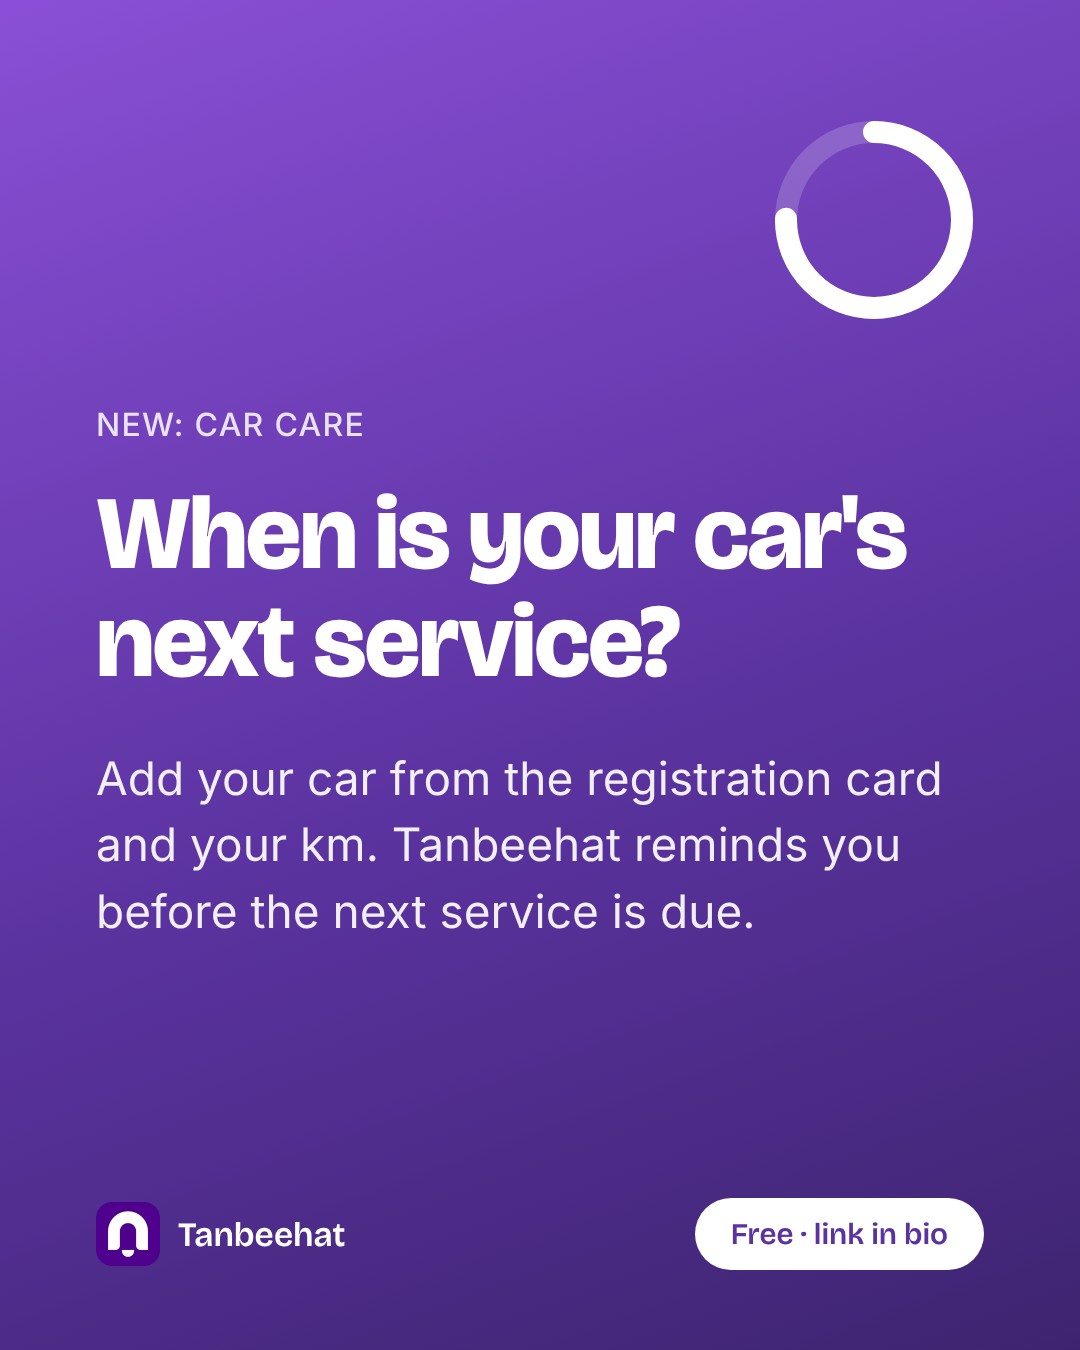 NEW: CAR CARE
When is your car's
next service?
Add your car from the registration card
and your km. Tanbeehat reminds you
before the next service is due.
Tanbeehat
Free · link in bio